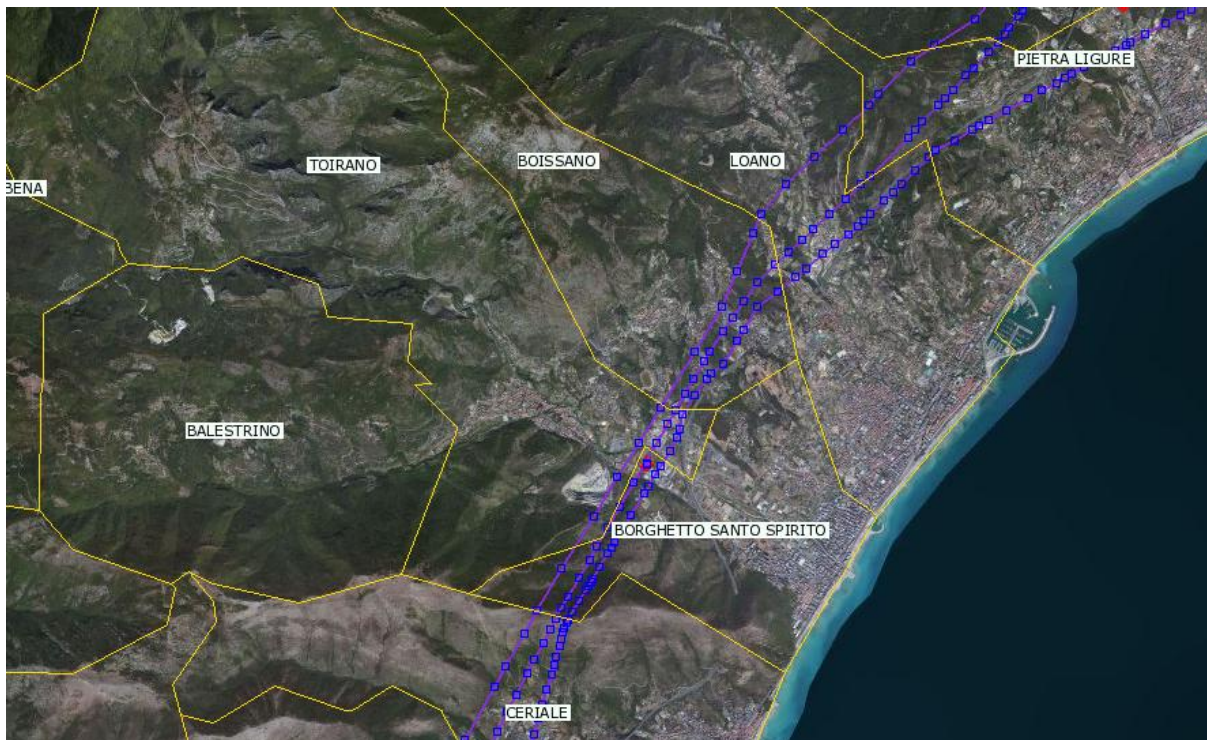 PIETRA LIGURE
TOIRANO
BOISSANO
LOANO
BENA
BALESTRINO
BORGHETTO SANTO SPIRITO
CERIALE